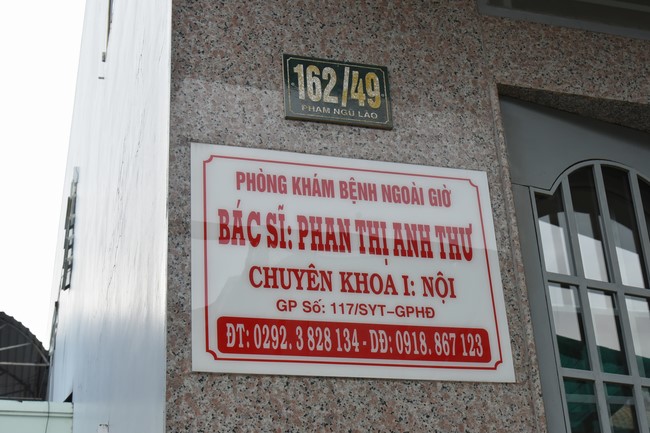 162/49
PHẠM NGŨ LÃO
PHÒNG KHÁM BỆNH NGOÀI GIỜ
BÁC SĨ: PHAN THỊ ANH THƯ
CHUYÊN KHOA I: NỘI
GP Số: 117/SYT-GPHĐ
ĐT: 0292. 3 828 134 - DĐ: 0918. 867 123